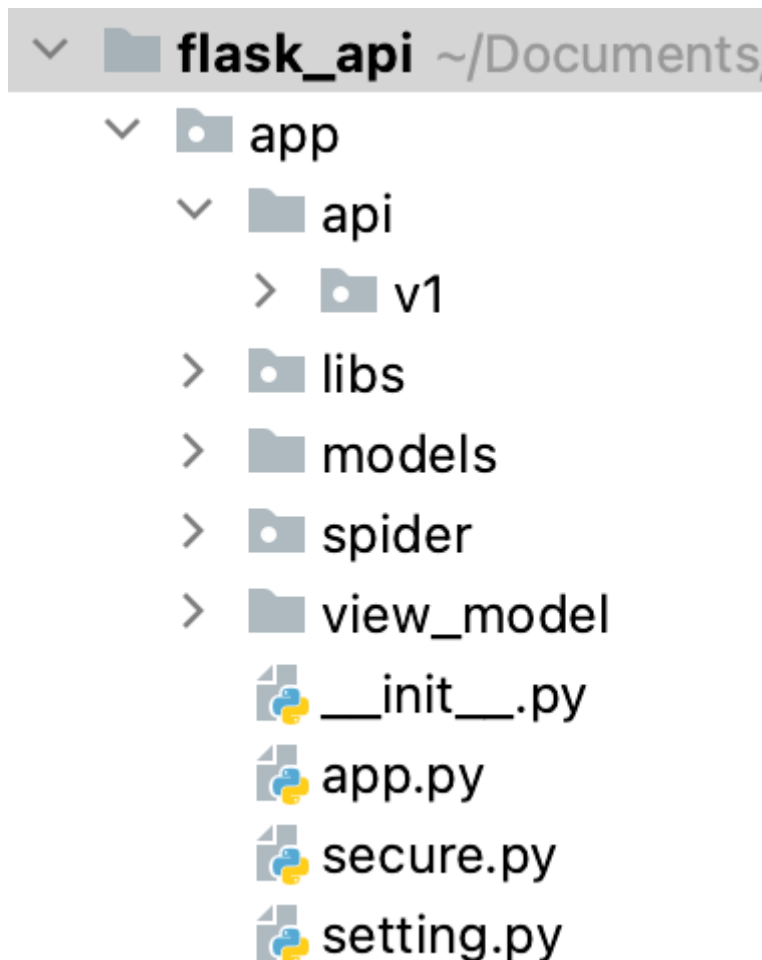 flask_api ~/Documents/
app
api
v1
libs
models
spider
view_model
__init__.py
app.py
secure.py
setting.py